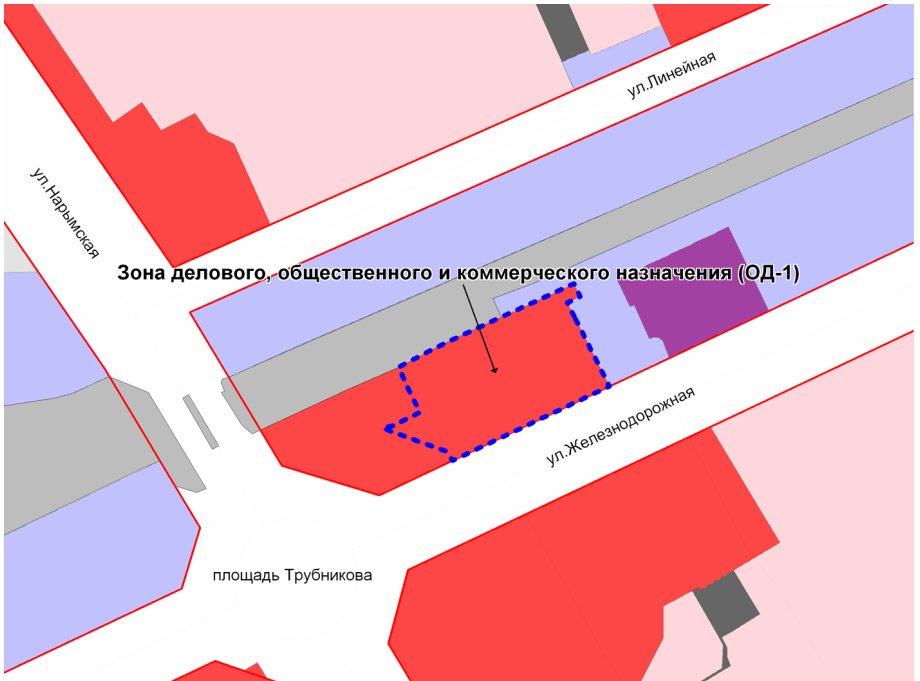 ул.Линейная
ул.Нарымская
Зона делового, общественного и коммерческого назначения (ОД-1)
ул.Железнодорожная
площадь Трубникова